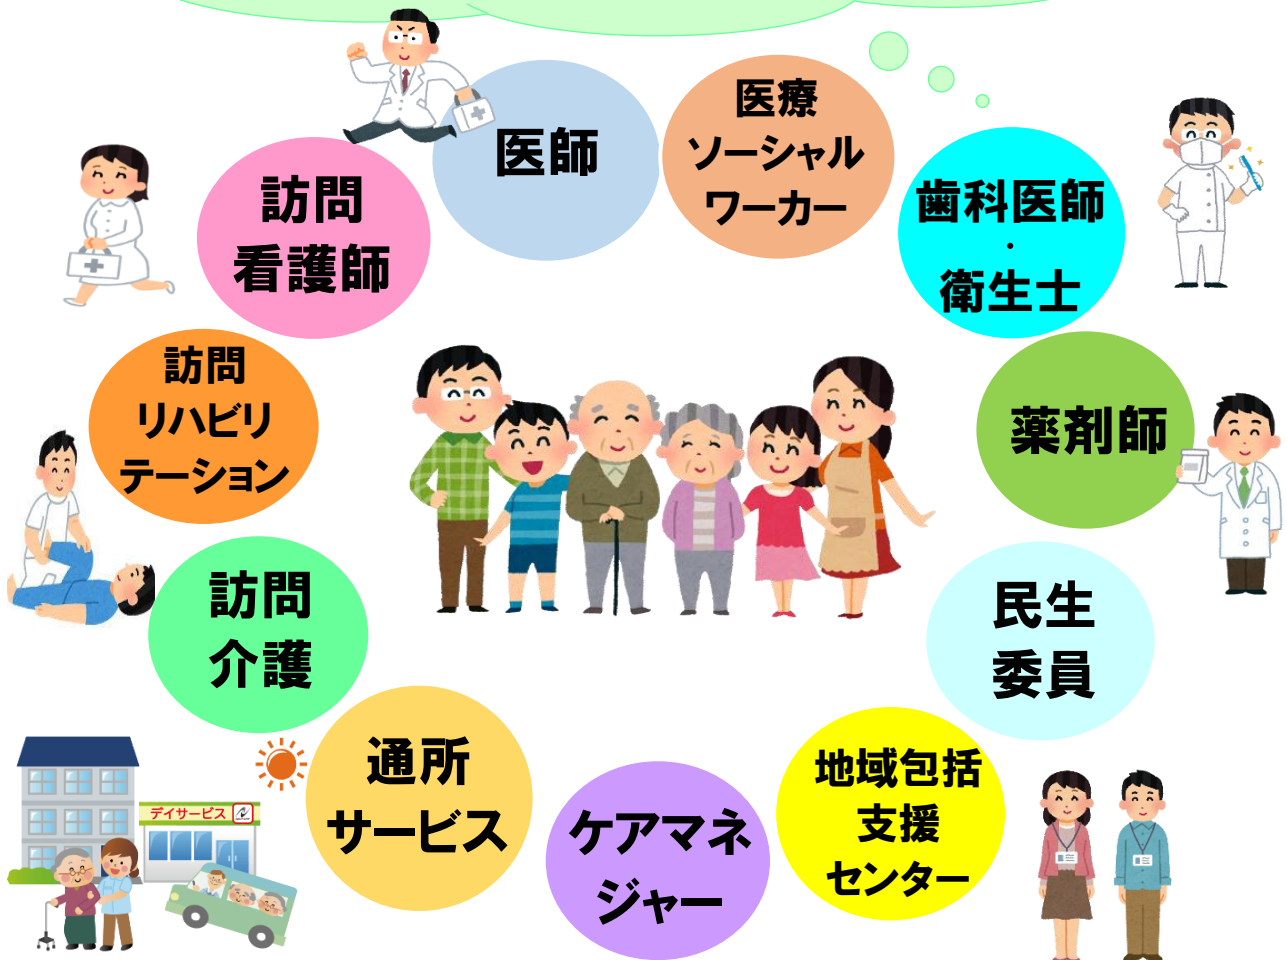 医師
医療
ソーシャル
ワーカー
歯科医師
・
衛生士
薬剤師
民生
委員
地域包括
支援
センター
ケアマネ
ジャー
通所
サービス
訪問
介護
訪問
リハビリ
テーション
訪問
看護師
デイサービス